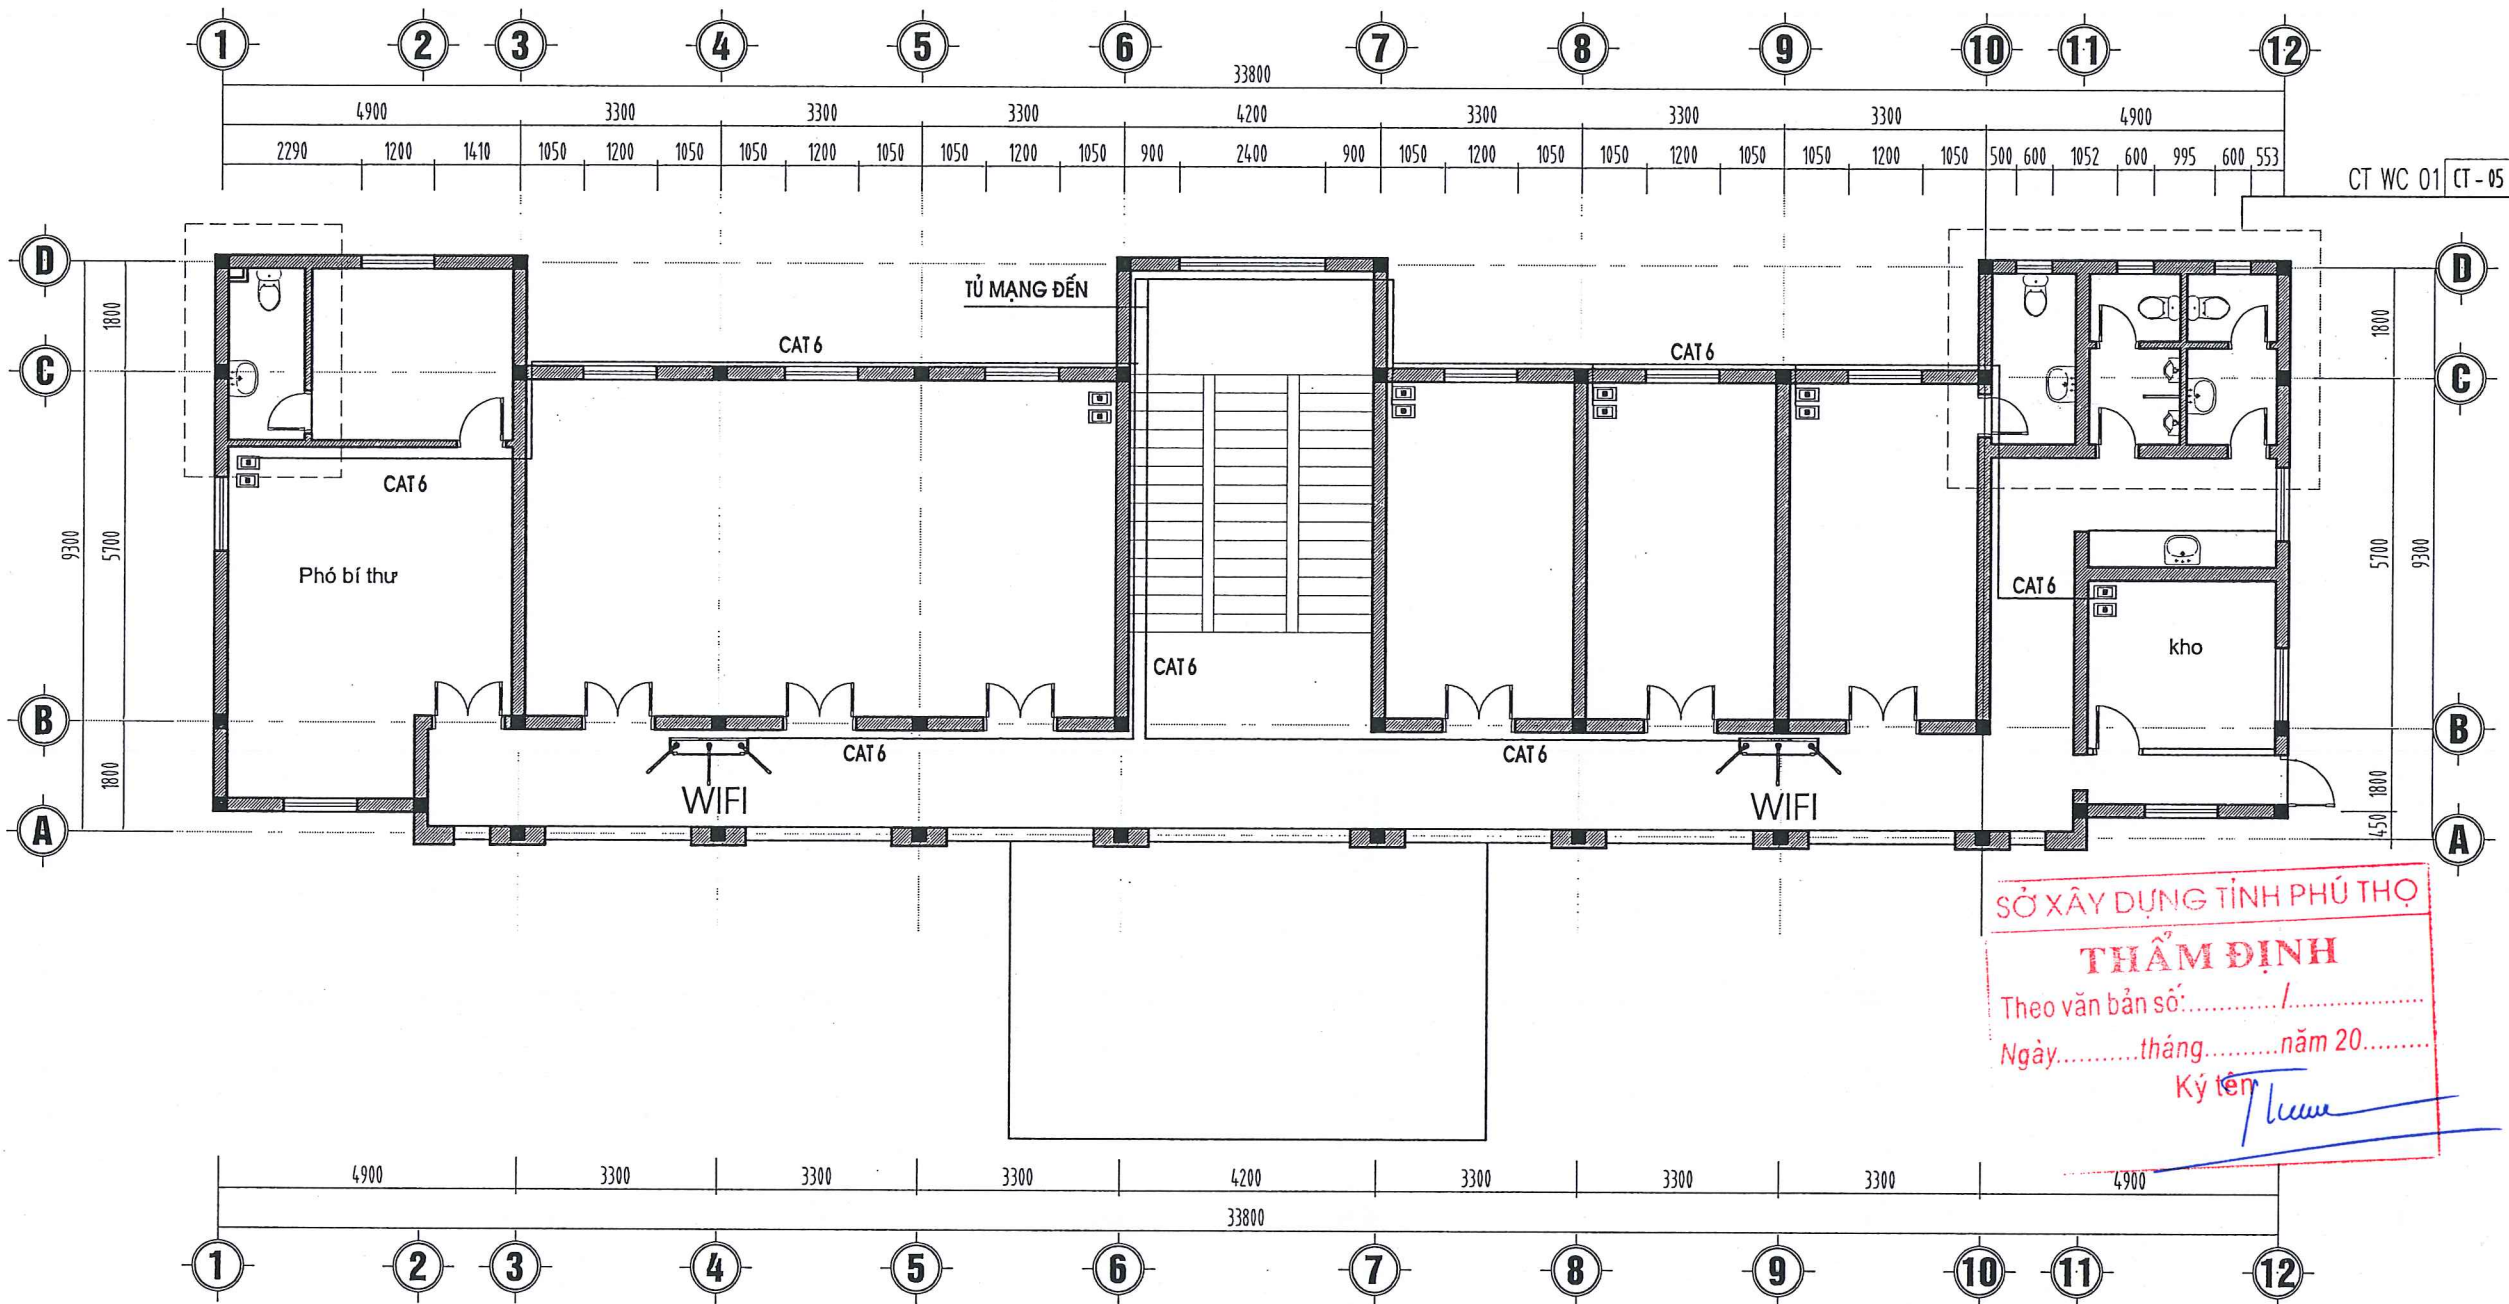 1 2 3 4 5 6 7 8 9 10 11 12
33800
4900 3300 3300 3300 4200 3300 3300 3300 4900
2290 1200 1410 1050 1200 1050 1050 1200 1050 1050 1200 1050 900 2400 900 1050 1200 1050 1050 1200 1050 1050 1200 1050 500 600 1052 600 995 600 553
CT WC 01 CT - 05
D D
TỦ MẠNG ĐẾN
1800 1800
CAT 6 CAT 6
C C
CAT 6
9300 5700 5700 9300
Phó bí thư
CAT 6
kho
CAT 6
B B
CAT 6 CAT 6
1800 1800
WIFI WIFI
450
A A
SỞ XÂY DỰNG TỈNH PHÚ THỌ
THẨM ĐỊNH
Theo văn bản số:............/...................
Ngày...........tháng..........năm 20.........
Ký tên
4900 3300 3300 3300 4200 3300 3300 3300 4900
33800
1 2 3 4 5 6 7 8 9 10 11 12